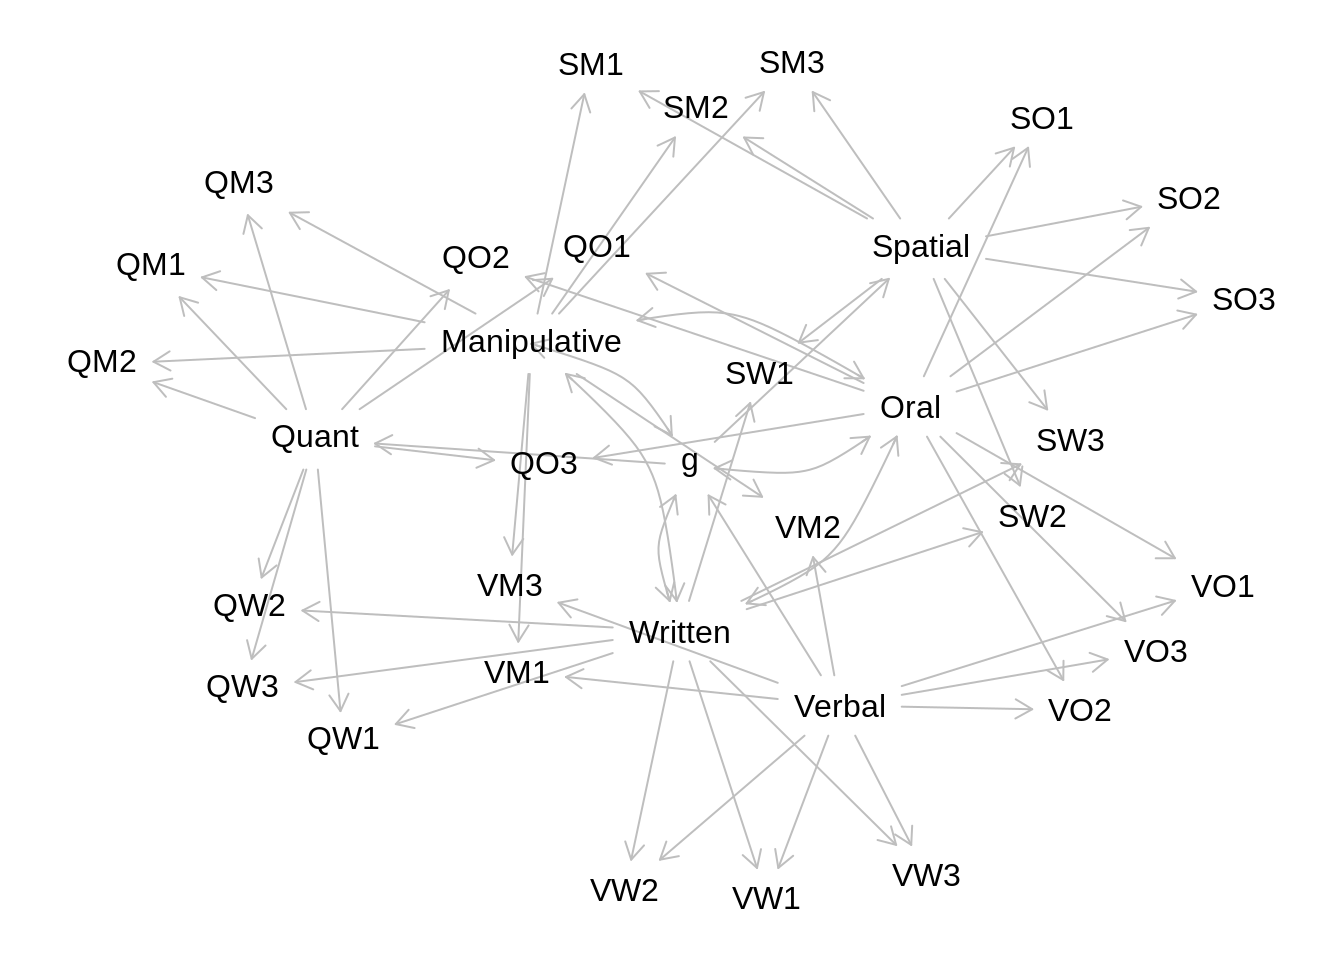 SM1
SM3
SM2
SO1
QM3
SO2
QO2
QO1
Spatial
QM1
SO3
Manipulative
QM2
SW1
Oral
Quant
SW3
QO3
g
SW2
VM2
VM3
VO1
QW2
Written
VO3
QW3
VM1
Verbal
VO2
QW1
VW3
VW2
VW1